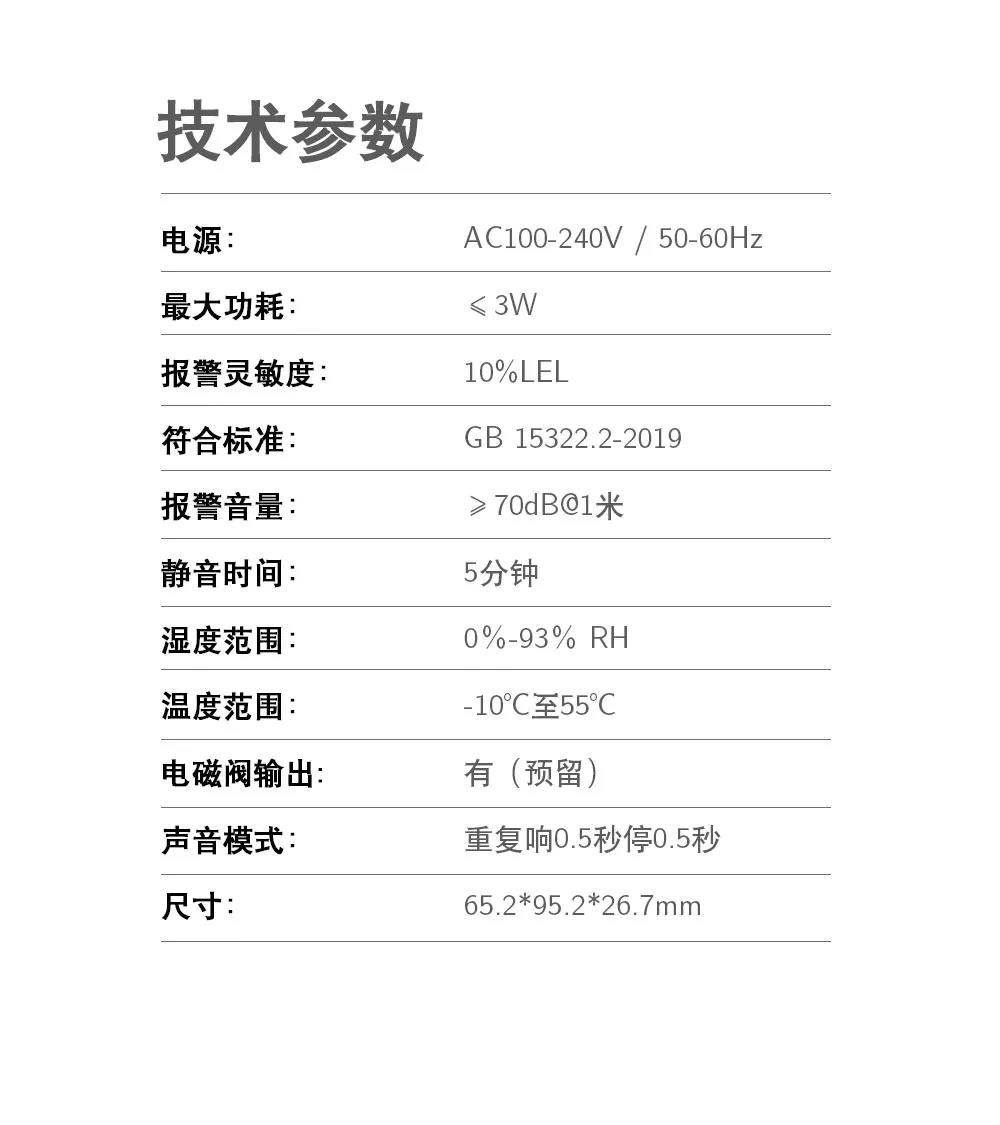 技术参数
电源： AC100-240V / 50-60Hz
最大功耗： ≤3W
报警灵敏度： 10%LEL
符合标准： GB 15322.2-2019
报警音量： ≥70dB@1米
静音时间： 5分钟
湿度范围： 0%-93% RH
温度范围： -10℃至55℃
电磁阀输出: 有（预留）
声音模式： 重复响0.5秒停0.5秒
尺寸： 65.2*95.2*26.7mm